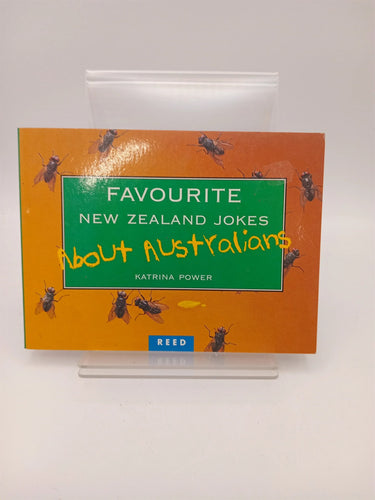 FAVOURITE
NEW ZEALAND JOKES
About Australians
KATRINA POWER
REED